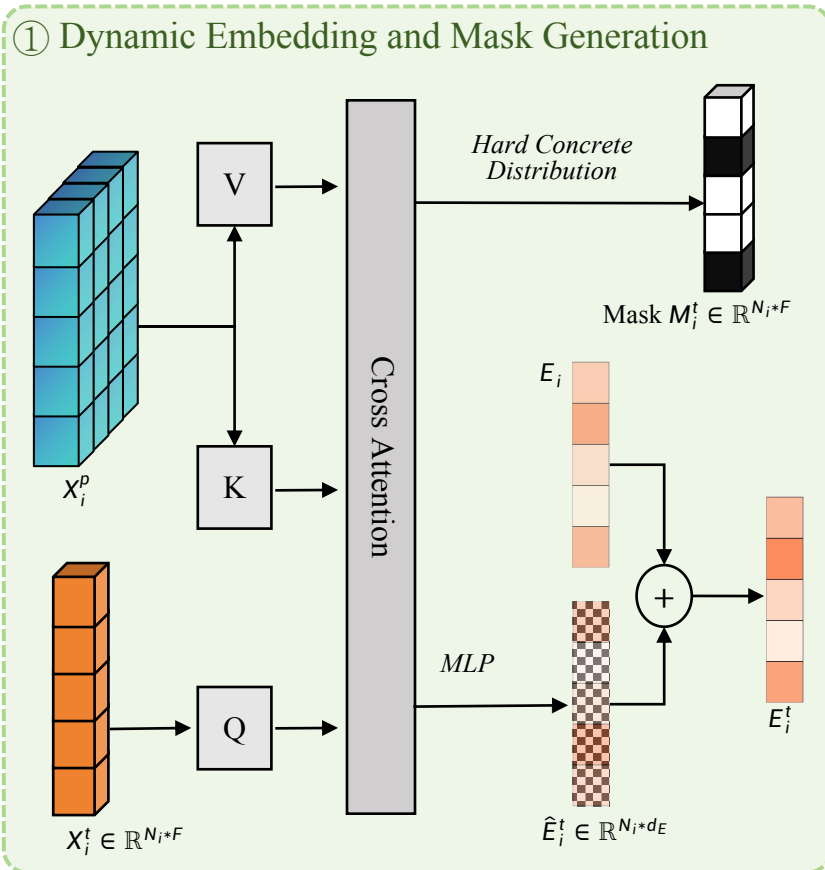 ① Dynamic Embedding and Mask Generation
V
Hard Concrete
Distribution
Mask M_i^t ∈ ℝ^{N_i*F}
X_i^p
K
Cross Attention
E_i
+
E_i^t
MLP
Q
X_i^t ∈ ℝ^{N_i*F}
Ê_i^t ∈ ℝ^{N_i*d_E}